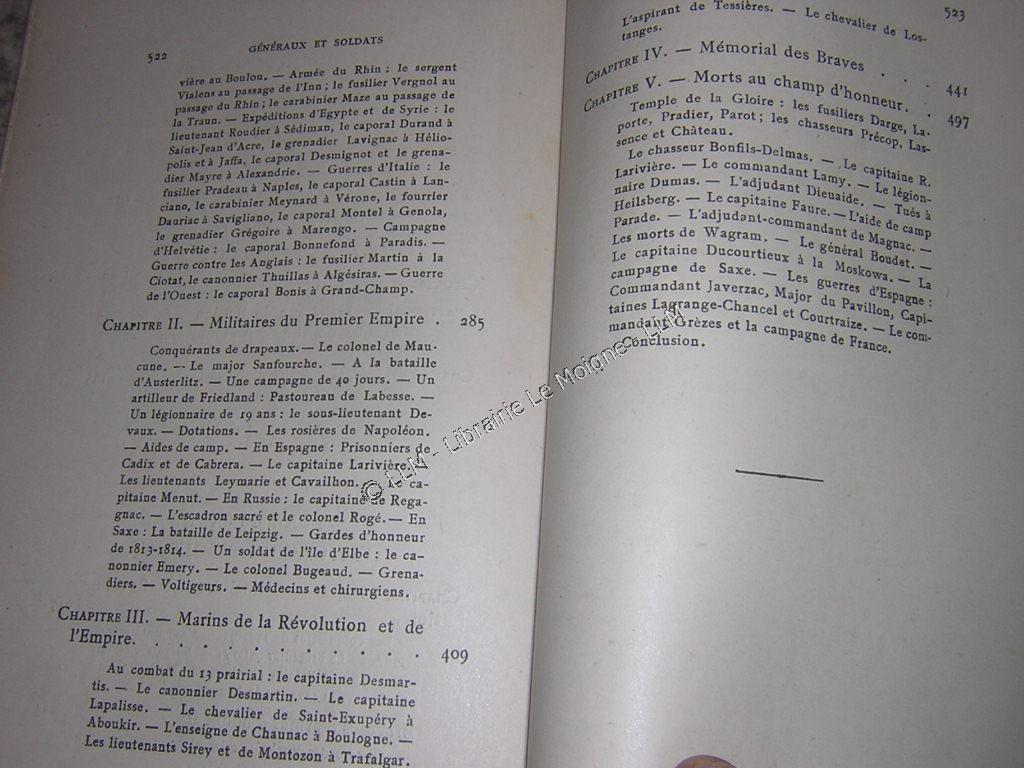 522
GÉNÉRAUX ET SOLDATS
vière au Boulou. — Armée du Rhin : le sergent
Vialens au passage de l'Inn ; le fusilier Vergnol au
passage du Rhin ; le carabinier Maze au passage de
la Traun. — Expéditions d'Egypte et de Syrie : le
lieutenant Roudier à Sédiman, le caporal Durand à
Saint-Jean d'Acre, le grenadier Lavignac à Hélio-
polis et à Jaffa, le caporal Desmignot et le grena-
dier Mayre à Alexandrie. — Guerres d'Italie : le
fusilier Pradeau à Naples, le caporal Castin à Lan-
ciano, le carabinier Meynard à Vérone, le fourrier
Dauriac à Savigliano, le caporal Montel à Genola,
le grenadier Grégoire à Marengo. — Campagne
d'Helvétie : le caporal Bonnefond à Paradis. —
Guerre contre les Anglais : le fusilier Martin à la
Ciotat, le canonnier Thuillas à Algésiras. — Guerre
de l'Ouest : le caporal Bonis à Grand-Champ.
CHAPITRE II. — Militaires du Premier Empire . 285
Conquérants de drapeaux. — Le colonel de Mau-
cune. — Le major Sanfourche. — A la bataille
d'Austerlitz. — Une campagne de 40 jours. — Un
artilleur de Friedland : Pastoureau de Labesse. —
Un légionnaire de 19 ans : le sous-lieutenant De-
vaux. — Dotations. — Les rosières de Napoléon.
— Aides de camp. — En Espagne : Prisonniers de
Cadix et de Cabrera. — Le capitaine Larivière. —
Les lieutenants Leymarie et Cavailhon. — Le ca-
pitaine Menut. — En Russie : le capitaine de Rega-
gnac. — L'escadron sacré et le colonel Rogé. — En
Saxe : La bataille de Leipzig. — Gardes d'honneur
de 1813-1814. — Un soldat de l'île d'Elbe : le ca-
nonnier Emery. — Le colonel Bugeaud. — Grena-
diers. — Voltigeurs. — Médecins et chirurgiens.
CHAPITRE III. — Marins de la Révolution et de
l'Empire. . . . . . . . . . . 409
Au combat du 13 prairial : le capitaine Desmar-
tis. — Le canonnier Desmartin. — Le capitaine
Lapalisse. — Le chevalier de Saint-Exupéry à
Aboukir. — L'enseigne de Chaunac à Boulogne. —
Les lieutenants Sirey et de Montozon à Trafalgar.
523
L'aspirant de Tessières. — Le chevalier de Los-
tanges.
CHAPITRE IV. — Mémorial des Braves . . . 441
CHAPITRE V. — Morts au champ d'honneur. . 497
Temple de la Gloire : les fusiliers Darge, La-
porte, Pradier, Parot ; les chasseurs Précop, Las-
sence et Château.
Le chasseur Bonfils-Delmas. — Le capitaine R.
Larivière. — Le commandant Lamy. — Le légion-
naire Dumas. — L'adjudant Dieuaide. — Tués à
Heilsberg. — Le capitaine Faure. — L'aide de camp
Parade. — L'adjudant-commandant de Magnac. —
Les morts de Wagram. — Le général Boudet. —
Le capitaine Ducourtieux à la Moskowa. — La
campagne de Saxe. — Les guerres d'Espagne :
Commandant Javerzac, Major du Pavillon, Capi-
taines Lagrange-Chancel et Courtraize. — Le com-
mandant Grèzes et la campagne de France.
— Conclusion.
© LLM - Librairie Le Moigne - LLM